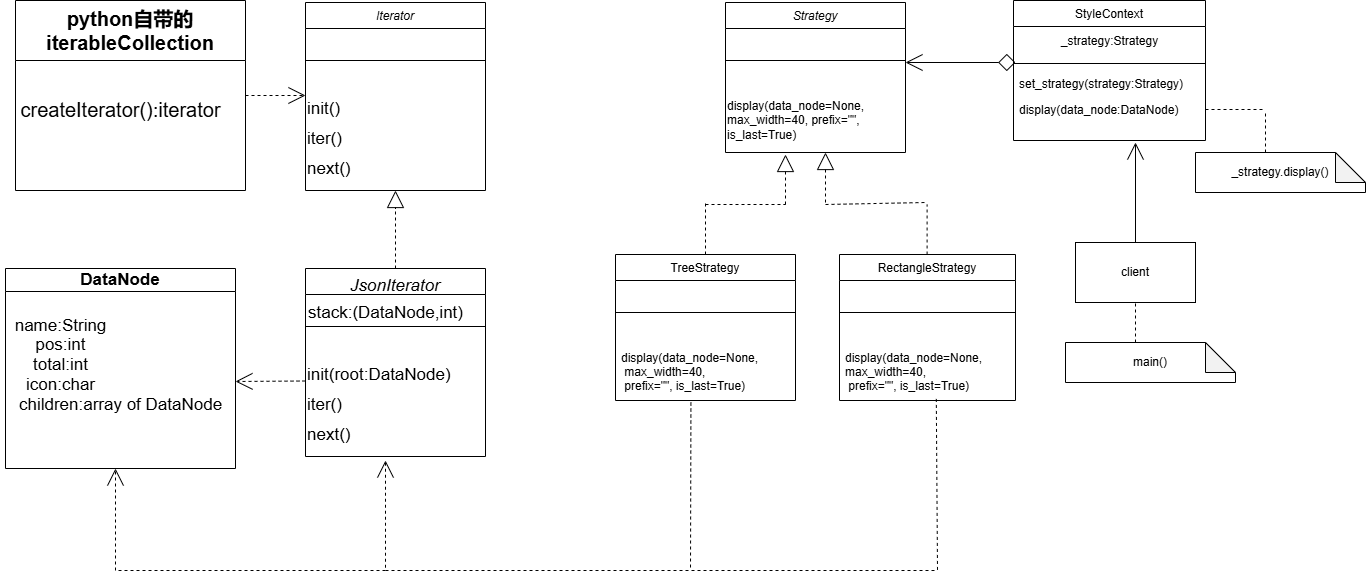 python自带的
iterableCollection
createIterator():iterator
Iterator
init()
iter()
next()
Strategy
display(data_node=None,
max_width=40, prefix="",
is_last=True)
StyleContext
_strategy:Strategy
set_strategy(strategy:Strategy)
display(data_node:DataNode)
_strategy.display()
client
main()
DataNode
name:String
pos:int
total:int
icon:char
children:array of DataNode
JsonIterator
stack:(DataNode,int)
init(root:DataNode)
iter()
next()
TreeStrategy
display(data_node=None,
max_width=40,
prefix="", is_last=True)
RectangleStrategy
display(data_node=None,
max_width=40,
prefix="", is_last=True)